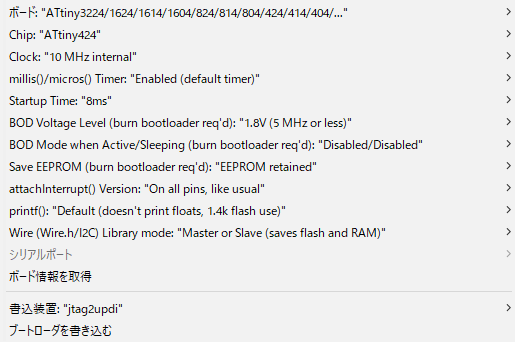 ボード: "ATtiny3224/1624/1614/1604/824/814/804/424/414/404/..."
Chip: "ATtiny424"
Clock: "10 MHz internal"
millis()/micros() Timer: "Enabled (default timer)"
Startup Time: "8ms"
BOD Voltage Level (burn bootloader req'd): "1.8V (5 MHz or less)"
BOD Mode when Active/Sleeping (burn bootloader req'd): "Disabled/Disabled"
Save EEPROM (burn bootloader req'd): "EEPROM retained"
attachInterrupt() Version: "On all pins, like usual"
printf(): "Default (doesn't print floats, 1.4k flash use)"
Wire (Wire.h/I2C) Library mode: "Master or Slave (saves flash and RAM)"
シリアルポート
ボード情報を取得
書込装置: "jtag2updi"
ブートローダを書き込む